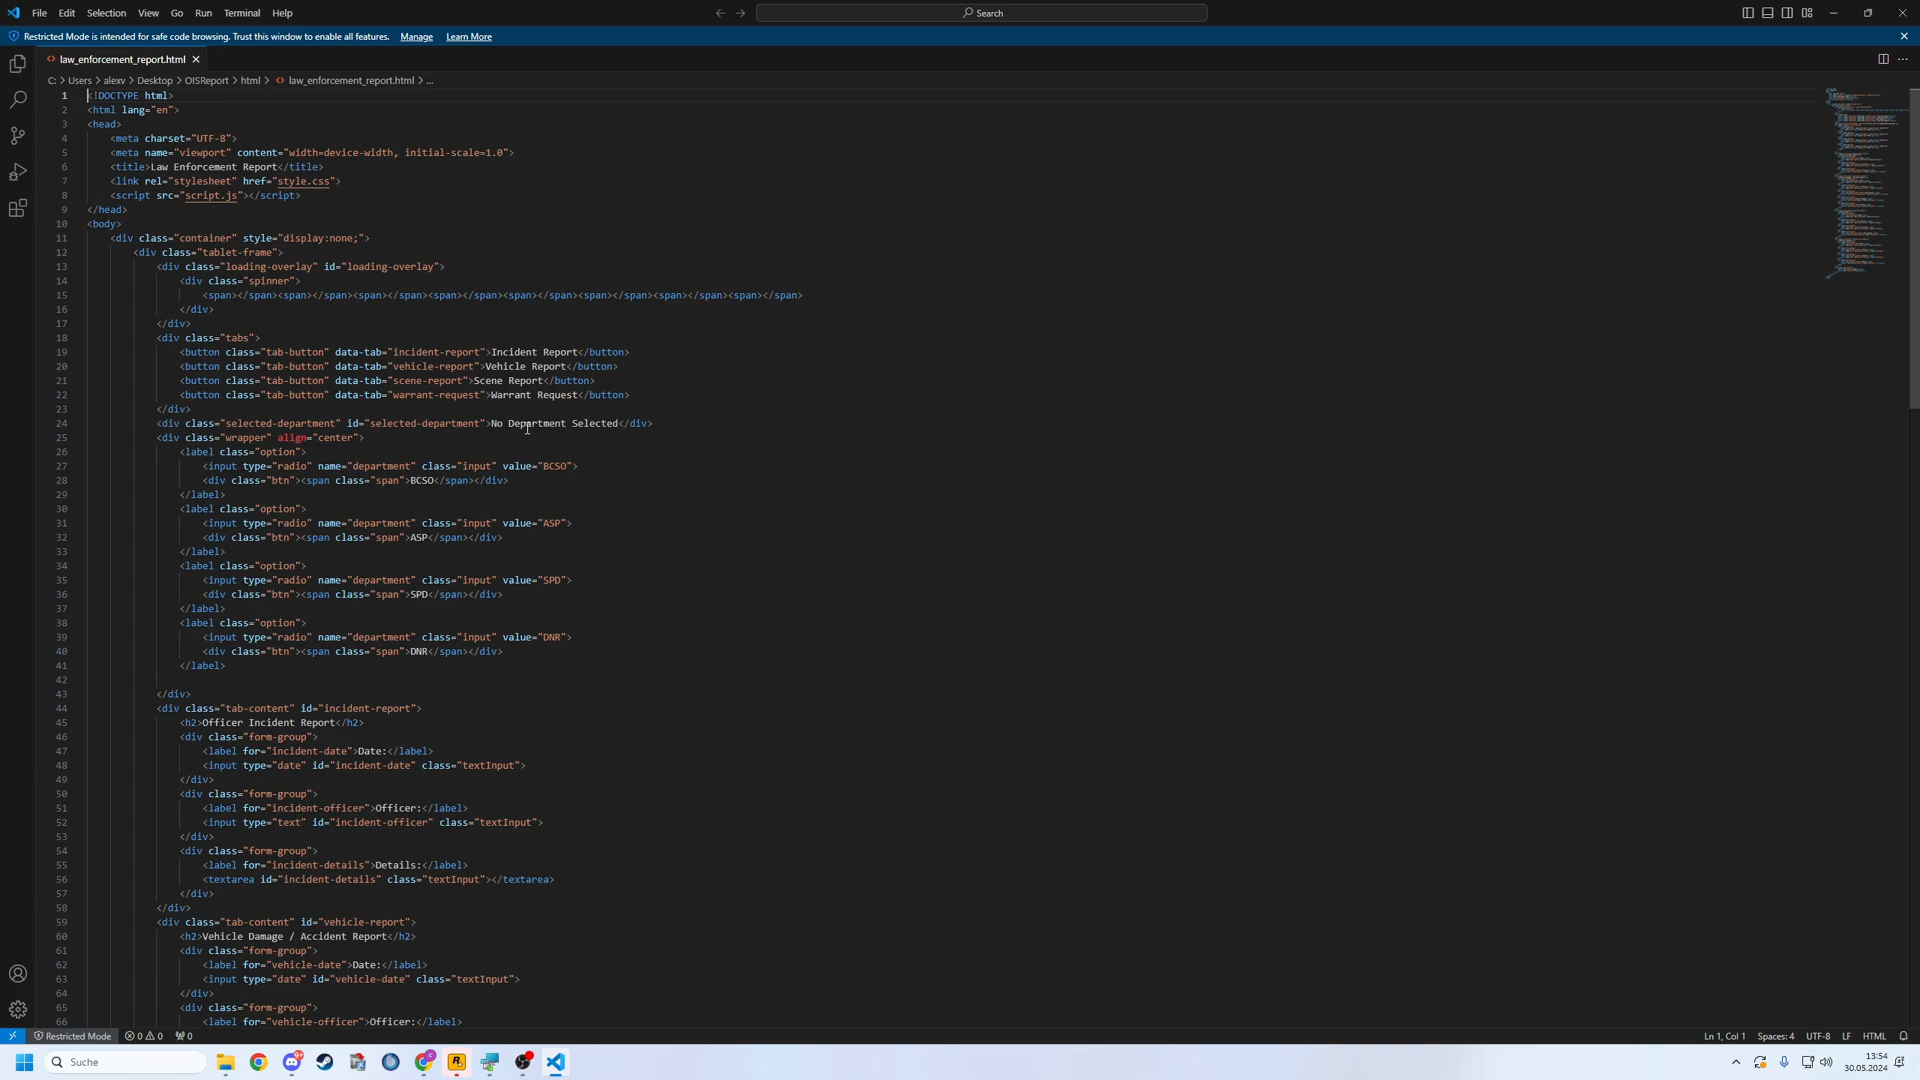 File Edit Selection View Go Run Terminal Help
Search
Restricted Mode is intended for safe code browsing. Trust this window to enable all features. Manage Learn More
law_enforcement_report.html
C: > Users > alexv > Desktop > OISReport > html > law_enforcement_report.html > ...
1 <!DOCTYPE html>
2 <html lang="en">
3 <head>
4 <meta charset="UTF-8">
5 <meta name="viewport" content="width=device-width, initial-scale=1.0">
6 <title>Law Enforcement Report</title>
7 <link rel="stylesheet" href="style.css">
8 <script src="script.js"></script>
9 </head>
10 <body>
11 <div class="container" style="display:none;">
12 <div class="tablet-frame">
13 <div class="loading-overlay" id="loading-overlay">
14 <div class="spinner">
15 <span></span><span></span><span></span><span></span><span></span><span></span><span></span><span></span>
16 </div>
17 </div>
18 <div class="tabs">
19 <button class="tab-button" data-tab="incident-report">Incident Report</button>
20 <button class="tab-button" data-tab="vehicle-report">Vehicle Report</button>
21 <button class="tab-button" data-tab="scene-report">Scene Report</button>
22 <button class="tab-button" data-tab="warrant-request">Warrant Request</button>
23 </div>
24 <div class="selected-department" id="selected-department">No Department Selected</div>
25 <div class="wrapper" align="center">
26 <label class="option">
27 <input type="radio" name="department" class="input" value="BCSO">
28 <div class="btn"><span class="span">BCSO</span></div>
29 </label>
30 <label class="option">
31 <input type="radio" name="department" class="input" value="ASP">
32 <div class="btn"><span class="span">ASP</span></div>
33 </label>
34 <label class="option">
35 <input type="radio" name="department" class="input" value="SPD">
36 <div class="btn"><span class="span">SPD</span></div>
37 </label>
38 <label class="option">
39 <input type="radio" name="department" class="input" value="DNR">
40 <div class="btn"><span class="span">DNR</span></div>
41 </label>
42
43 </div>
44 <div class="tab-content" id="incident-report">
45 <h2>Officer Incident Report</h2>
46 <div class="form-group">
47 <label for="incident-date">Date:</label>
48 <input type="date" id="incident-date" class="textInput">
49 </div>
50 <div class="form-group">
51 <label for="incident-officer">Officer:</label>
52 <input type="text" id="incident-officer" class="textInput">
53 </div>
54 <div class="form-group">
55 <label for="incident-details">Details:</label>
56 <textarea id="incident-details" class="textInput"></textarea>
57 </div>
58 </div>
59 <div class="tab-content" id="vehicle-report">
60 <h2>Vehicle Damage / Accident Report</h2>
61 <div class="form-group">
62 <label for="vehicle-date">Date:</label>
63 <input type="date" id="vehicle-date" class="textInput">
64 </div>
65 <div class="form-group">
66 <label for="vehicle-officer">Officer:</label>
Restricted Mode 0 0 0 Ln 1, Col 1 Spaces: 4 UTF-8 LF HTML
Suche
13:54
30.05.2024